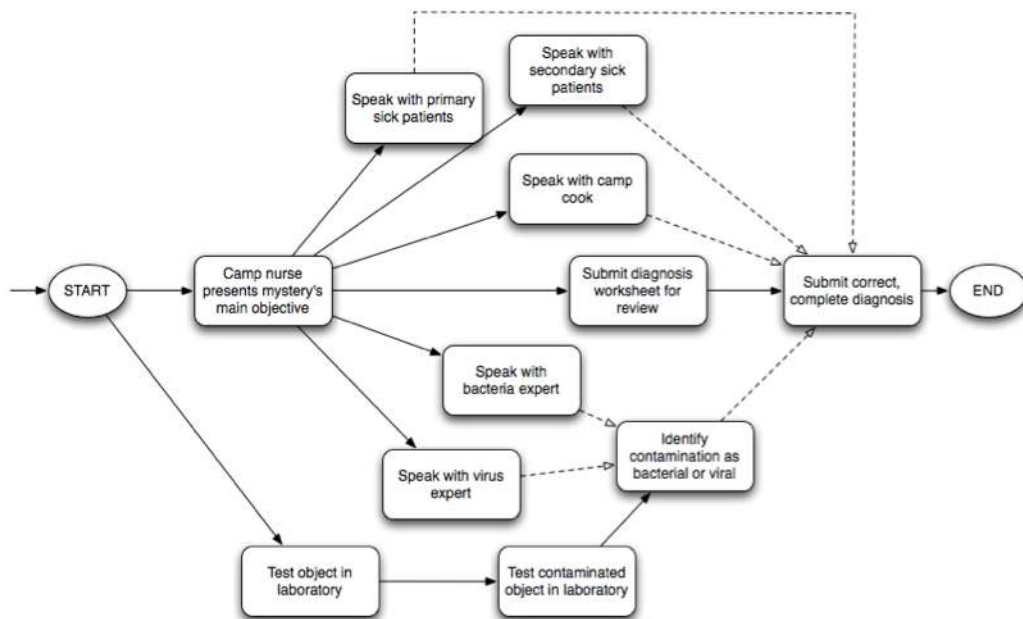 Speak with
secondary sick
patients
Speak with primary
sick patients
Speak with camp
cook
START
Camp nurse
presents mystery's
main objective
Submit diagnosis
worksheet for
review
Submit correct,
complete diagnosis
END
Speak with
bacteria expert
Identify
contamination as
bacterial or viral
Speak with virus
expert
Test object in
laboratory
Test contaminated
object in laboratory